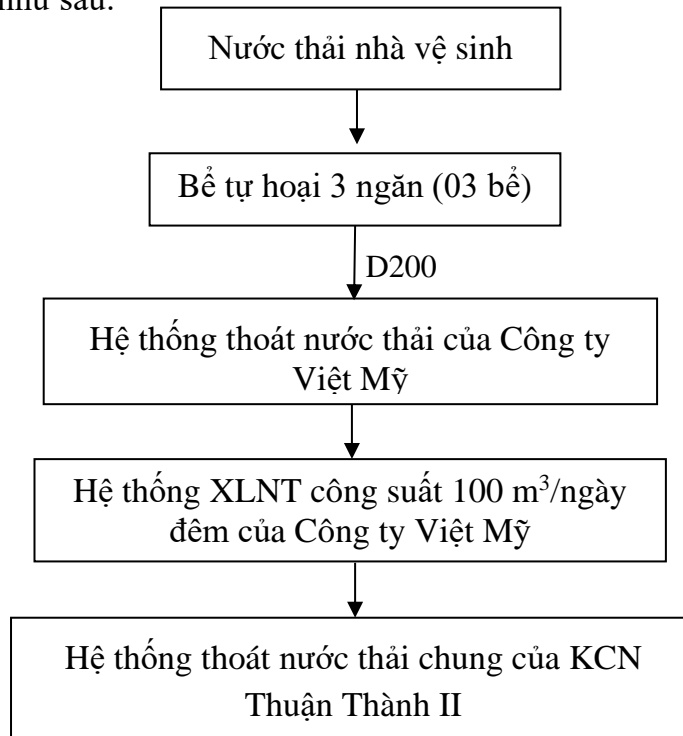 như sau:
Nước thải nhà vệ sinh
Bể tự hoại 3 ngăn (03 bể)
D200
Hệ thống thoát nước thải của Công ty
Việt Mỹ
Hệ thống XLNT công suất 100 m³/ngày
đêm của Công ty Việt Mỹ
Hệ thống thoát nước thải chung của KCN
Thuận Thành II